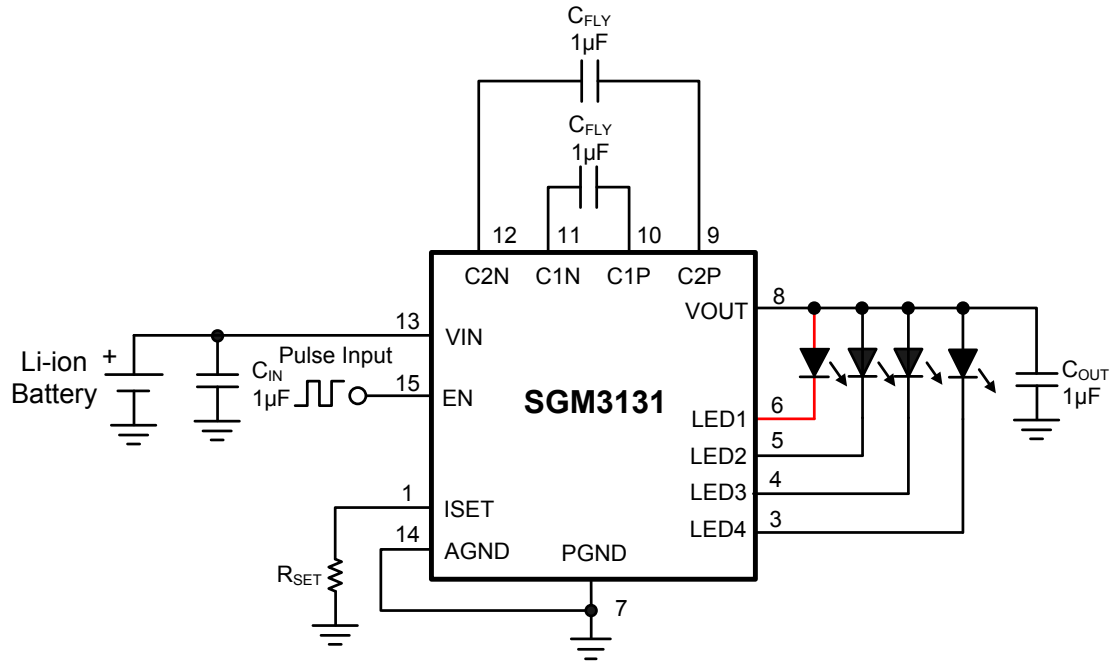 CFLY
1µF
CFLY
1µF
12
11
10
9
C2N
C1N
C1P
C2P
VOUT
8
13
VIN
Li-ion
Battery
+
CIN
1µF
Pulse Input
15
EN
SGM3131
COUT
1µF
LED1
6
LED2
5
LED3
4
LED4
3
1
ISET
14
AGND
PGND
RSET
7